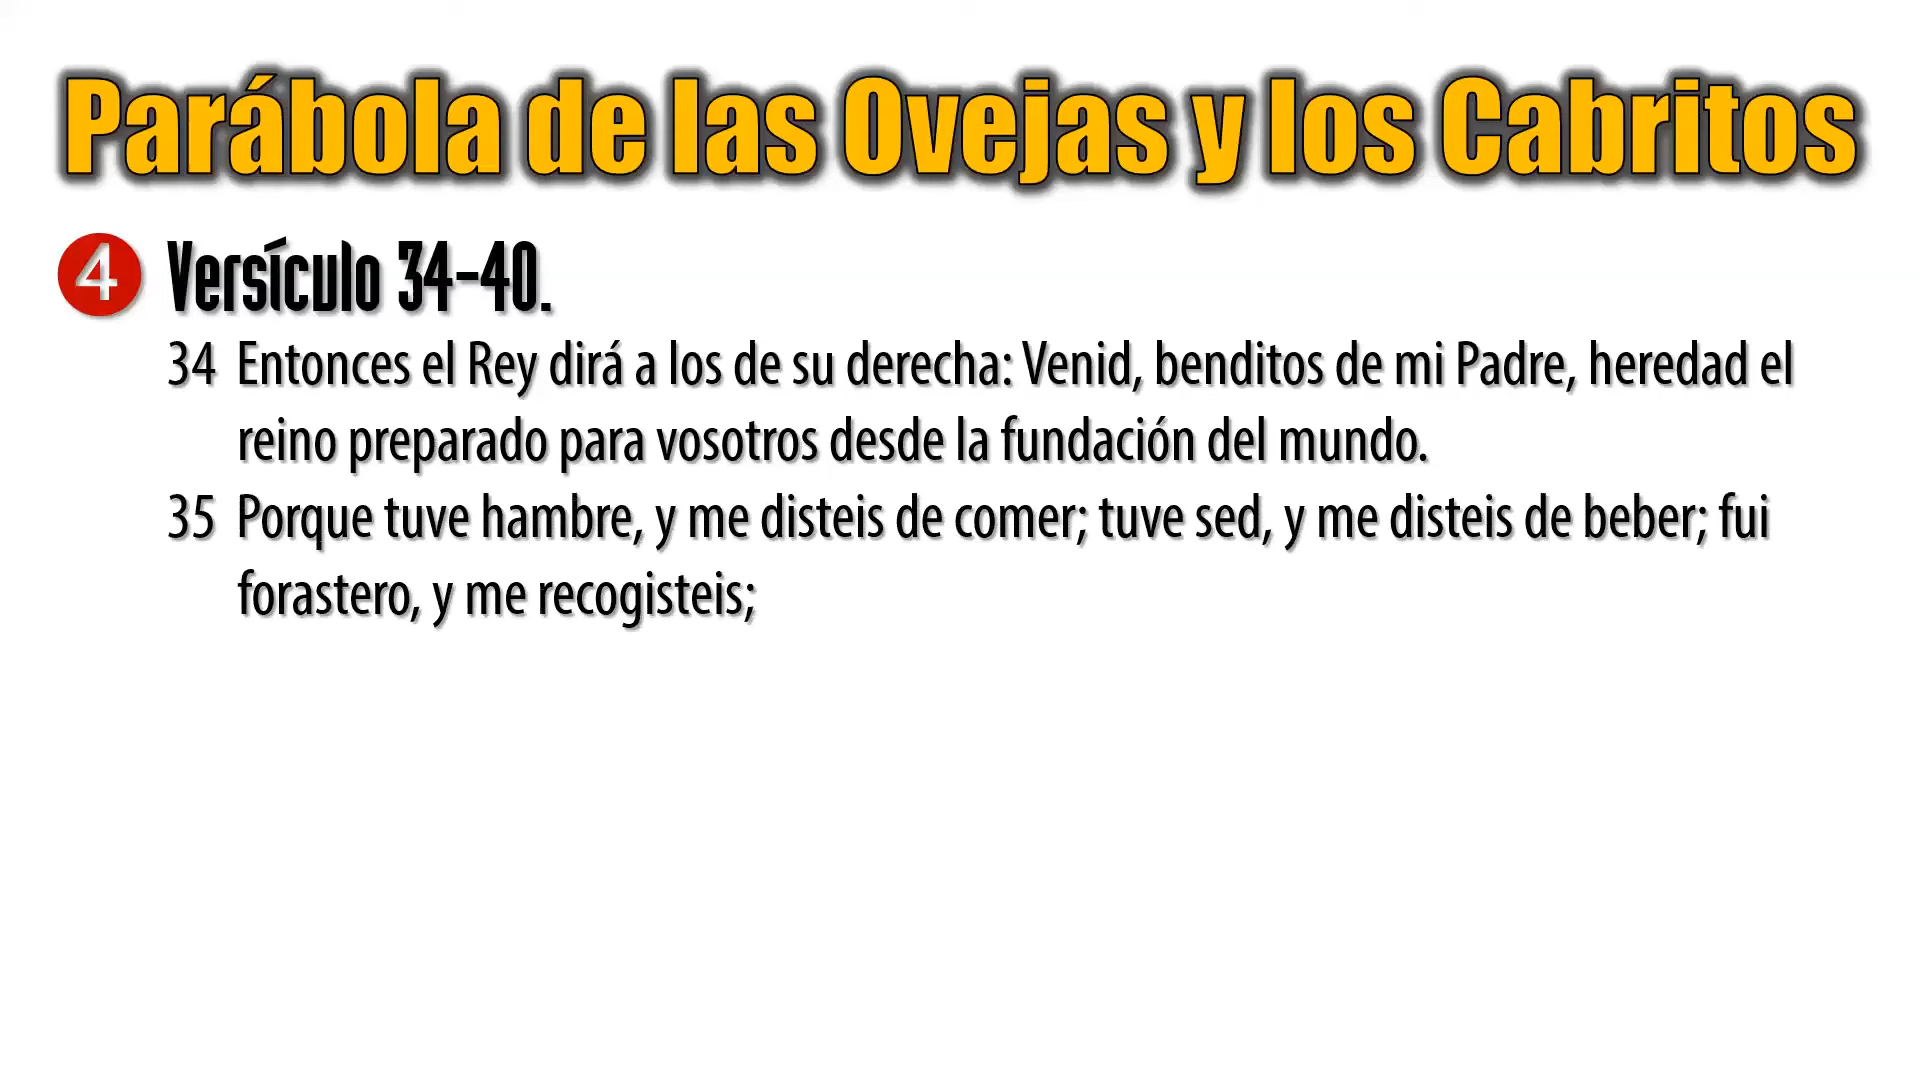 Parábola de las Ovejas y los Cabritos
4 Versículo 34-40.
34 Entonces el Rey dirá a los de su derecha: Venid, benditos de mi Padre, heredad el
reino preparado para vosotros desde la fundación del mundo.
35 Porque tuve hambre, y me disteis de comer; tuve sed, y me disteis de beber; fui
forastero, y me recogisteis;